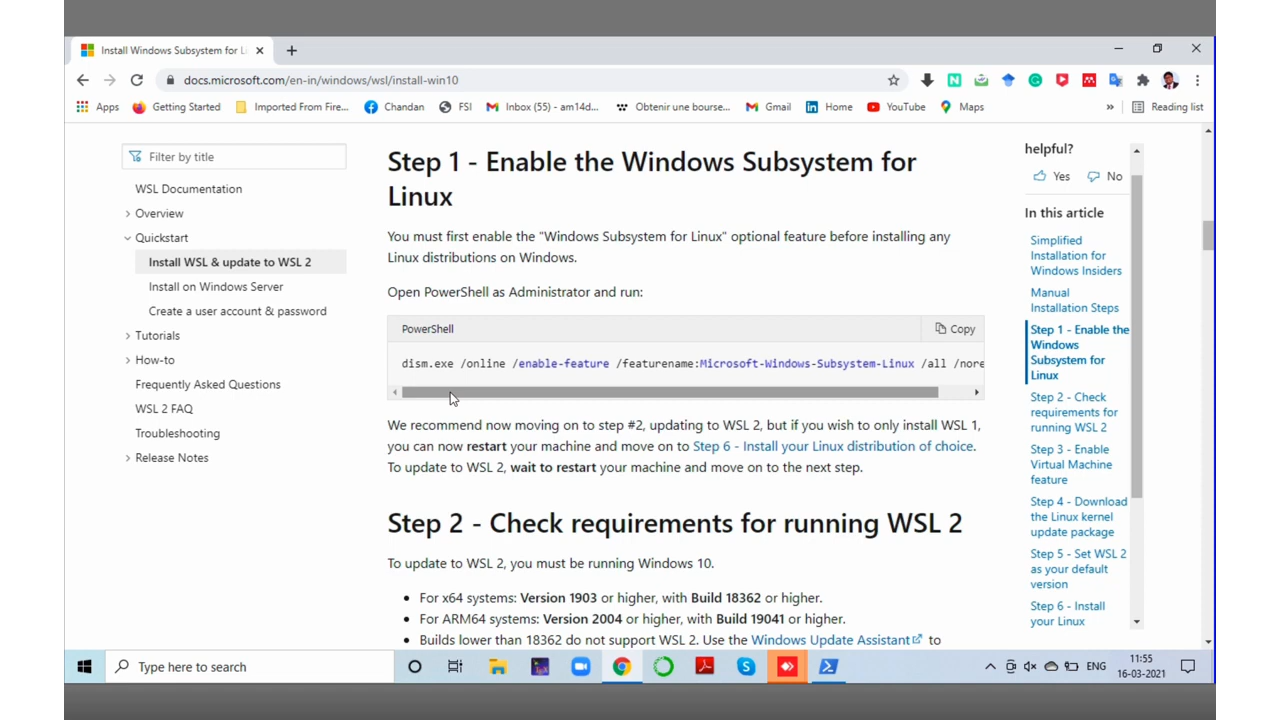 Install Windows Subsystem for L
docs.microsoft.com/en-in/windows/wsl/install-win10
Apps
Getting Started
Imported From Fire...
Chandan
FSI
Inbox (55) - am14d...
Obtenir une bourse...
Gmail
Home
YouTube
Maps
»
Reading list
Filter by title
WSL Documentation
Overview
Quickstart
Install WSL & update to WSL 2
Install on Windows Server
Create a user account & password
Tutorials
How-to
Frequently Asked Questions
WSL 2 FAQ
Troubleshooting
Release Notes
Step 1 - Enable the Windows Subsystem for
Linux
You must first enable the "Windows Subsystem for Linux" optional feature before installing any
Linux distributions on Windows.
Open PowerShell as Administrator and run:
PowerShell
Copy
dism.exe /online /enable-feature /featurename:Microsoft-Windows-Subsystem-Linux /all /nore
We recommend now moving on to step #2, updating to WSL 2, but if you wish to only install WSL 1,
you can now restart your machine and move on to Step 6 - Install your Linux distribution of choice.
To update to WSL 2, wait to restart your machine and move on to the next step.
Step 2 - Check requirements for running WSL 2
To update to WSL 2, you must be running Windows 10.
• For x64 systems: Version 1903 or higher, with Build 18362 or higher.
• For ARM64 systems: Version 2004 or higher, with Build 19041 or higher.
• Builds lower than 18362 do not support WSL 2. Use the Windows Update Assistant to
helpful?
Yes
No
In this article
Simplified
Installation for
Windows Insiders
Manual
Installation Steps
Step 1 - Enable the
Windows
Subsystem for
Linux
Step 2 - Check
requirements for
running WSL 2
Step 3 - Enable
Virtual Machine
feature
Step 4 - Download
the Linux kernel
update package
Step 5 - Set WSL 2
as your default
version
Step 6 - Install
your Linux
Type here to search
ENG
11:55
16-03-2021